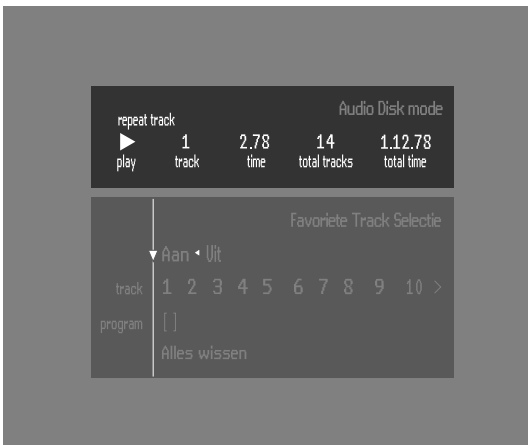 Audio Disk mode
repeat track
1 2.78 14 1.12.78
play track time total tracks total time
Favoriete Track Selectie
Aan Uit
track 1 2 3 4 5 6 7 8 9 10 >
program [ ]
Alles wissen